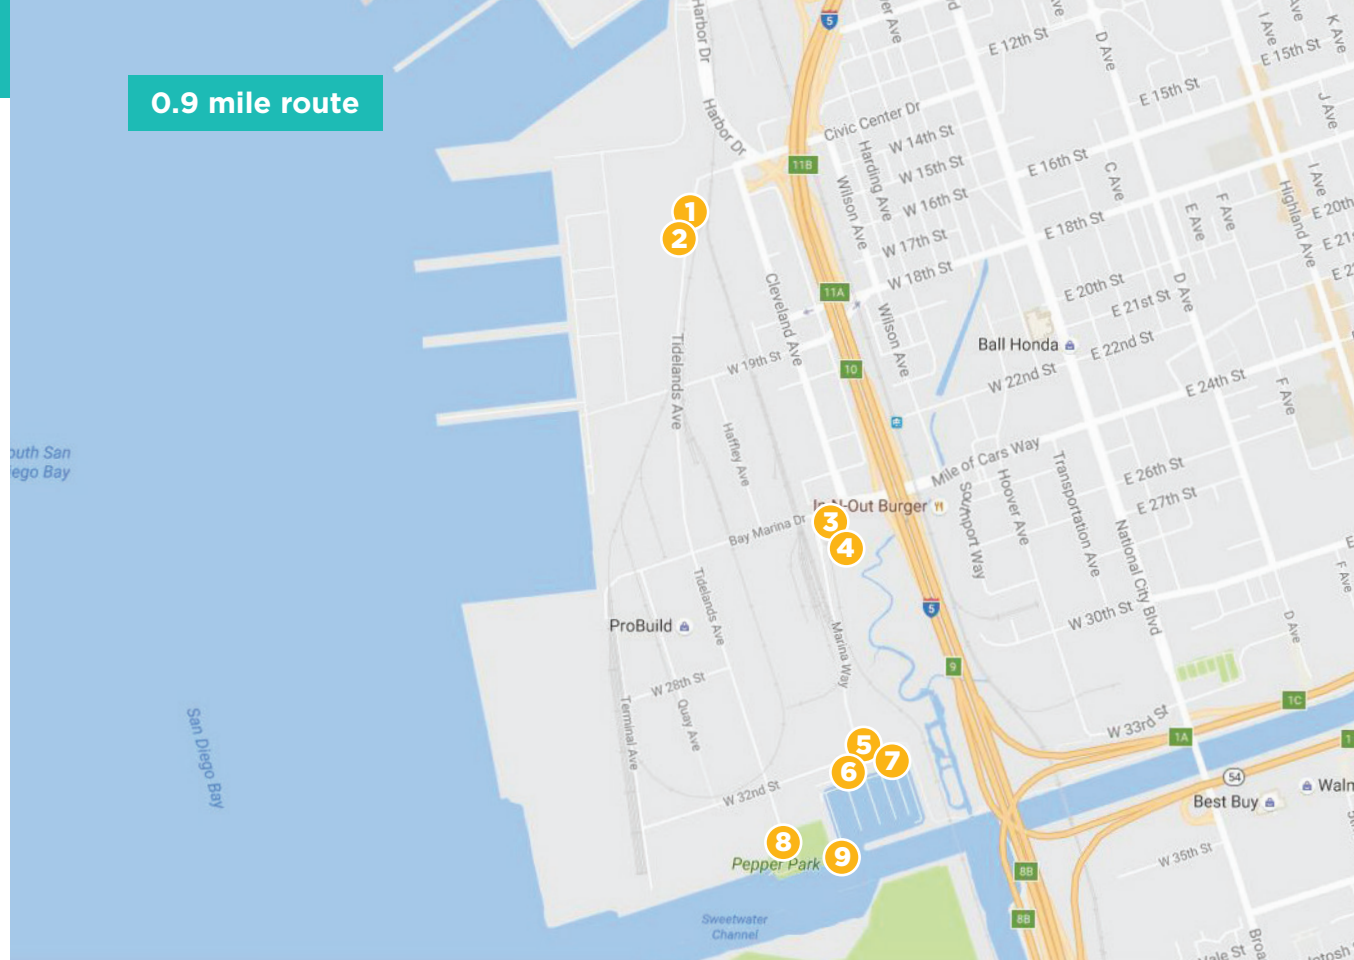 0.9 mile route
Harbor Dr
Harbor Dr
5
E 12th St
D Ave
I Ave
K Ave
E 15th St
E 15th St
J Ave
Civic Center Dr
W 14th St
Harding Ave
W 15th St
E 16th St
C Ave
11B
Wilson Ave
W 16th St
F Ave
E Ave
Highland Ave
I Ave
E 20th
1
2
W 17th St
E 18th St
W 18th St
Cleveland Ave
11A
E 20th St
E 21st St
D Ave
Wilson Ave
Ball Honda
E 22nd St
Tidelands Ave
W 19th St
10
W 22nd St
E 24th St
F Ave
Haffley Ave
Mile of Cars Way
San Diego Bay
In-N-Out Burger
3
4
Bay Marina Dr
Southport Way
Hoover Ave
Transportation Ave
E 26th St
E 27th St
National City Blvd
F Ave
Tidelands Ave
5
W 30th St
D Ave
ProBuild
Marina Way
9
W 28th St
Quay Ave
Terminal Ave
1C
W 33rd St
1A
5
6
7
W 32nd St
54
Best Buy
8
9
Pepper Park
W 35th St
8B
8B
Sweetwater
Channel